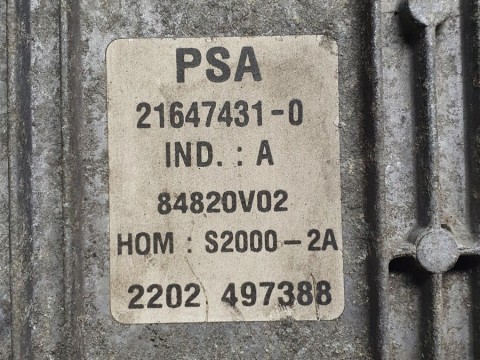 PSA
21647431-0
IND. : A
84820V02
HOM : S2000-2A
2202 497388